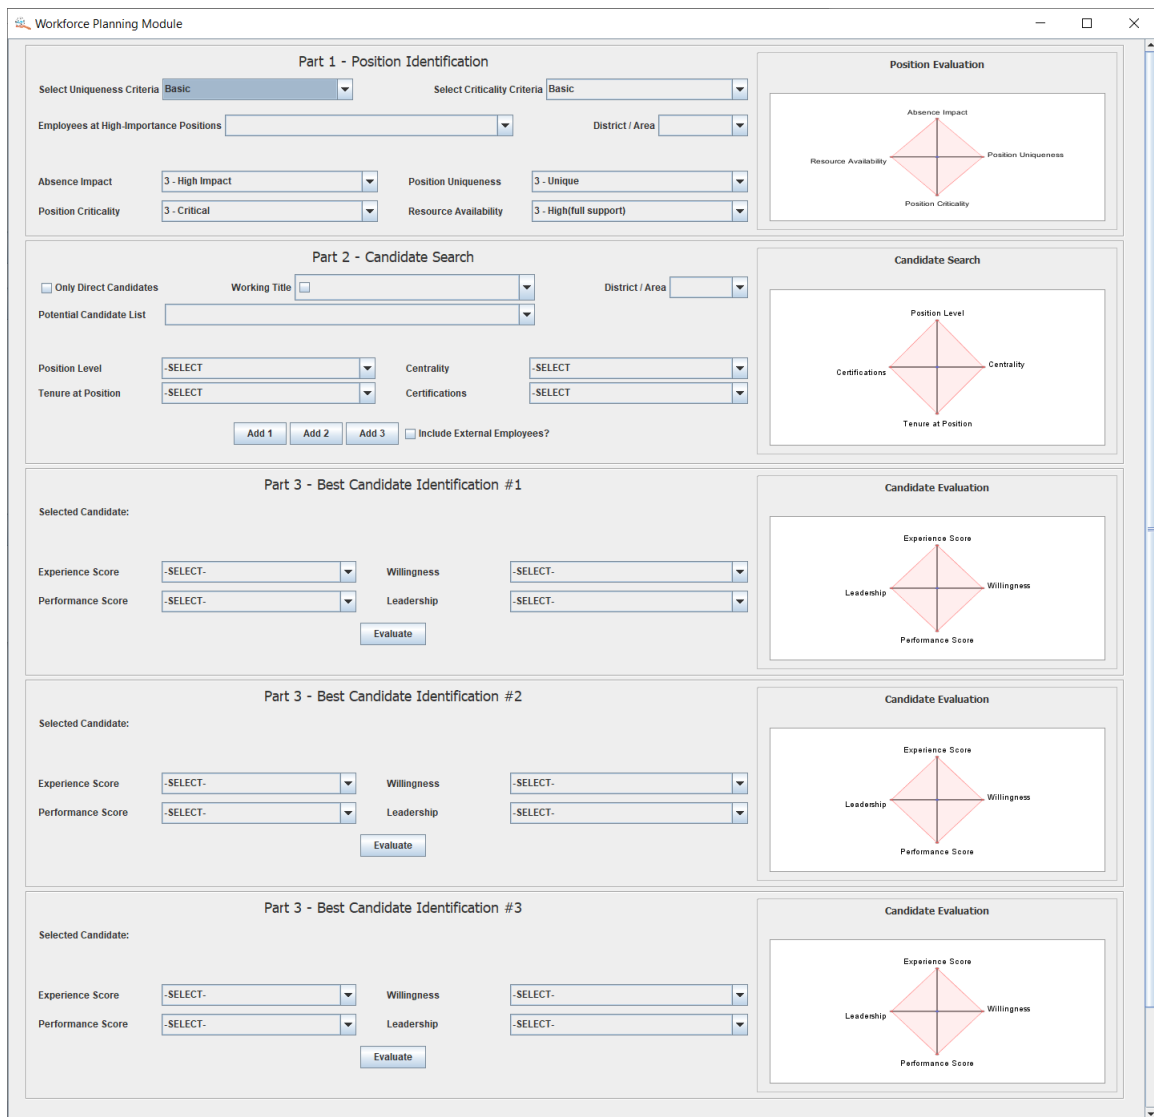 Workforce Planning Module
Part 1 - Position Identification
Select Uniqueness Criteria Basic Select Criticality Criteria Basic
Employees at High-Importance Positions District / Area
Absence Impact 3 - High Impact Position Uniqueness 3 - Unique
Position Criticality 3 - Critical Resource Availability 3 - High(full support)
Position Evaluation
Absence Impact
Resource Availability Position Uniqueness
Position Criticality
Part 2 - Candidate Search
Only Direct Candidates Working Title District / Area
Potential Candidate List
Position Level -SELECT Centrality -SELECT
Tenure at Position -SELECT Certifications -SELECT
Add 1 Add 2 Add 3 Include External Employees?
Candidate Search
Position Level
Certifications Centrality
Tenure at Position
Part 3 - Best Candidate Identification #1
Selected Candidate:
Experience Score -SELECT- Willingness -SELECT-
Performance Score -SELECT- Leadership -SELECT-
Evaluate
Candidate Evaluation
Experience Score
Leadership Willingness
Performance Score
Part 3 - Best Candidate Identification #2
Selected Candidate:
Experience Score -SELECT- Willingness -SELECT-
Performance Score -SELECT- Leadership -SELECT-
Evaluate
Candidate Evaluation
Experience Score
Leadership Willingness
Performance Score
Part 3 - Best Candidate Identification #3
Selected Candidate:
Experience Score -SELECT- Willingness -SELECT-
Performance Score -SELECT- Leadership -SELECT-
Evaluate
Candidate Evaluation
Experience Score
Leadership Willingness
Performance Score